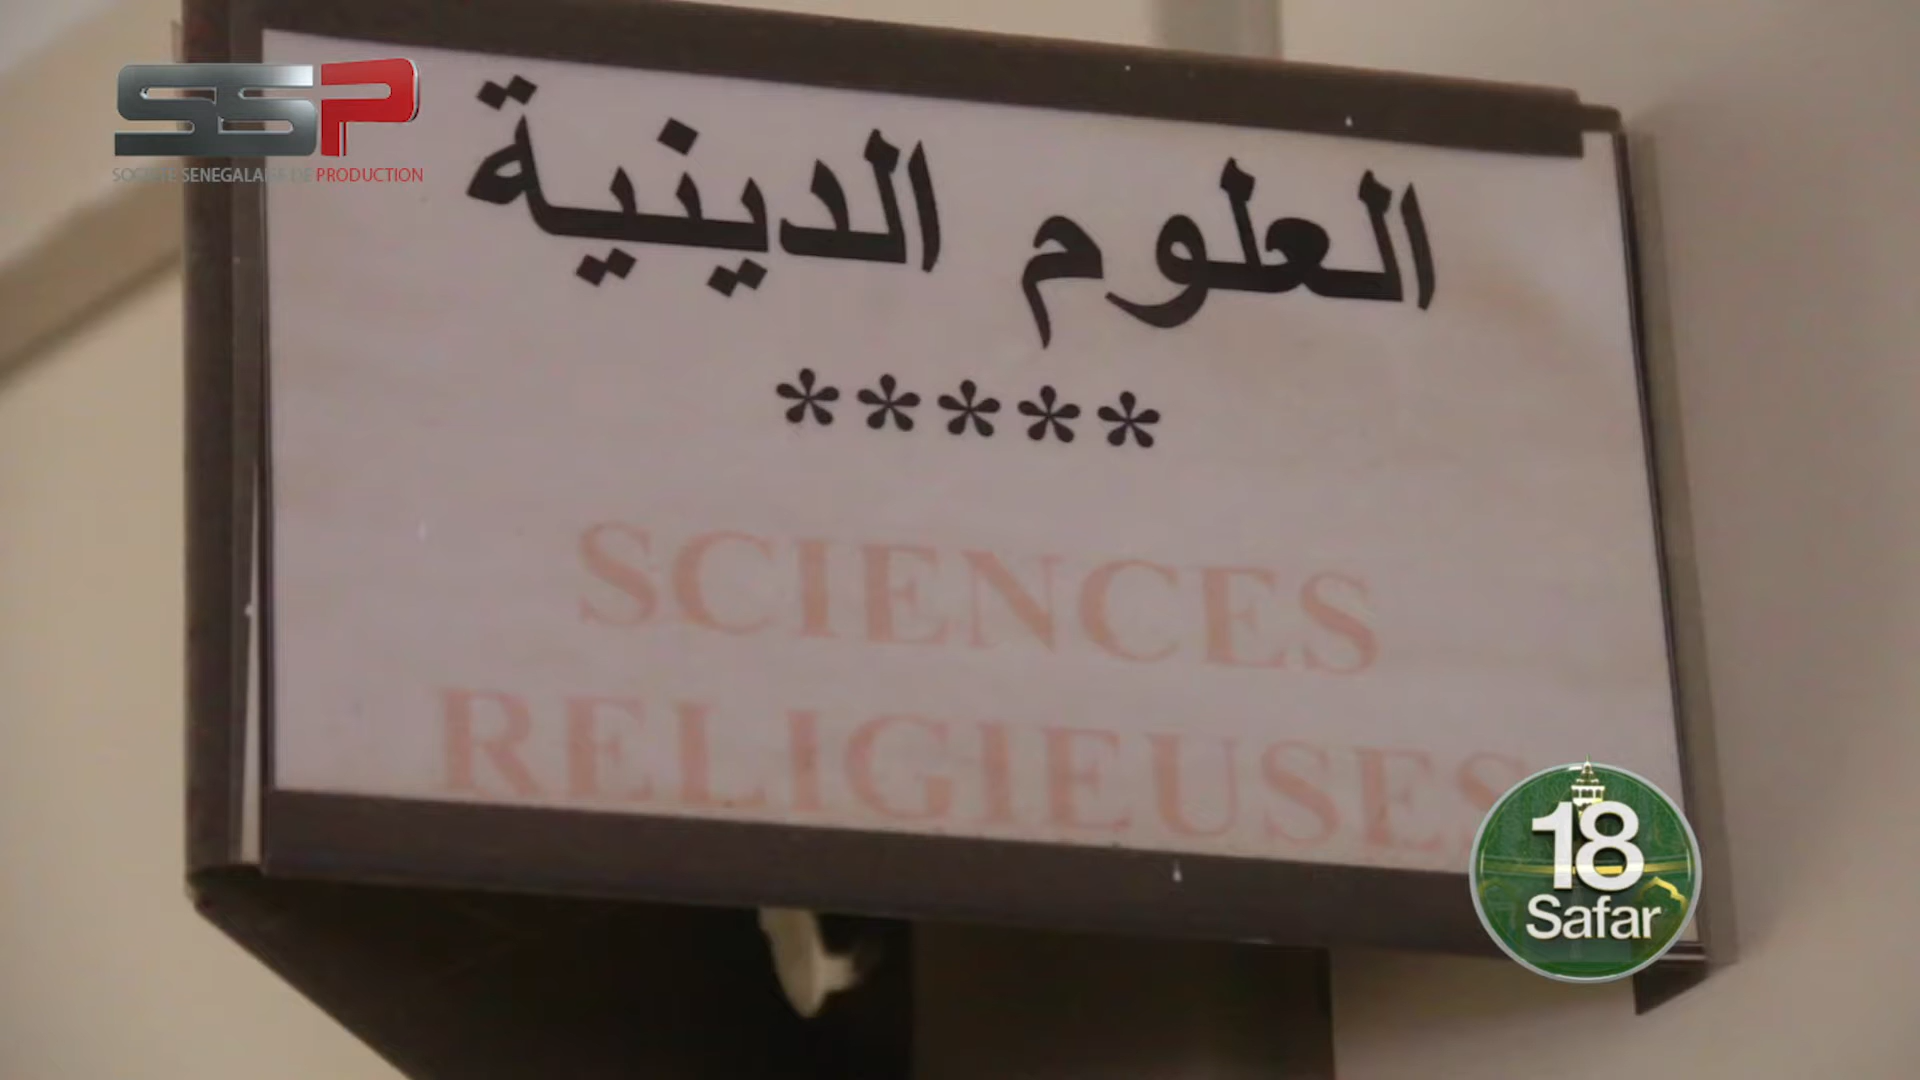 SSP
SOCIETE SENEGALAISE DE PRODUCTION
العلوم الدينية
*****
SCIENCES
RELIGIEUSES
18
Safar